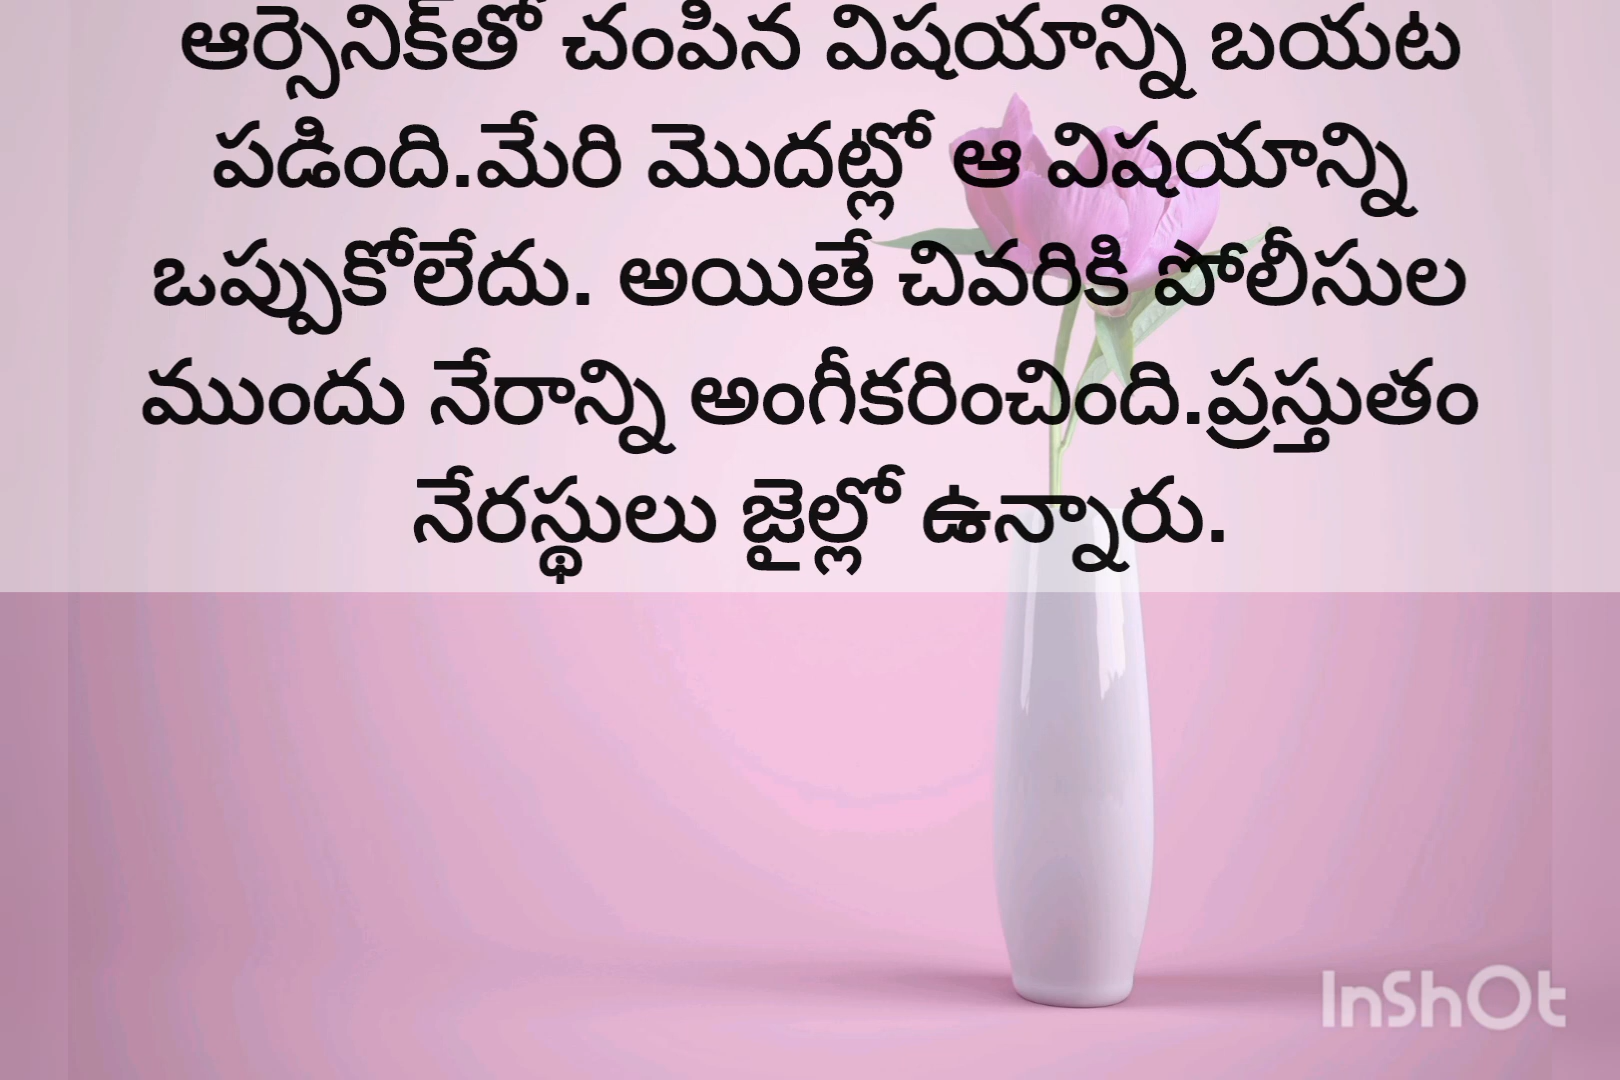 ఆర్సెనిక్‌తో చంపిన విషయాన్ని బయట
పడింది.మేరి మొదట్లో ఆ విషయాన్ని
ఒప్పుకోలేదు. అయితే చివరికి పోలీసుల
ముందు నేరాన్ని అంగీకరించింది.ప్రస్తుతం
నేరస్థులు జైల్లో ఉన్నారు.
InShOt